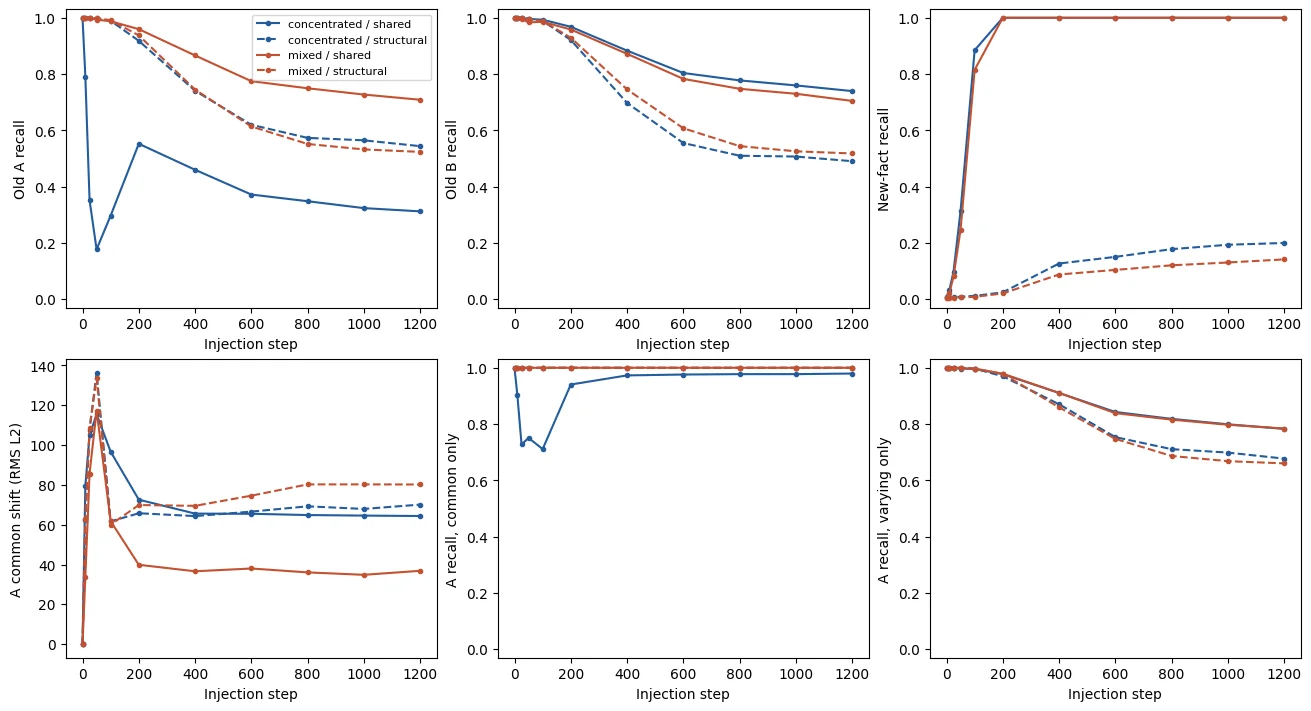 Old A recall
1.0
0.8
0.6
0.4
0.2
0.0
concentrated / shared
concentrated / structural
mixed / shared
mixed / structural
0 200 400 600 800 1000 1200
Injection step
Old B recall
1.0
0.8
0.6
0.4
0.2
0.0
0 200 400 600 800 1000 1200
Injection step
New-fact recall
1.0
0.8
0.6
0.4
0.2
0.0
0 200 400 600 800 1000 1200
Injection step
A common shift (RMS L2)
140
120
100
80
60
40
20
0
0 200 400 600 800 1000 1200
Injection step
A recall, common only
1.0
0.8
0.6
0.4
0.2
0.0
0 200 400 600 800 1000 1200
Injection step
A recall, varying only
1.0
0.8
0.6
0.4
0.2
0.0
0 200 400 600 800 1000 1200
Injection step